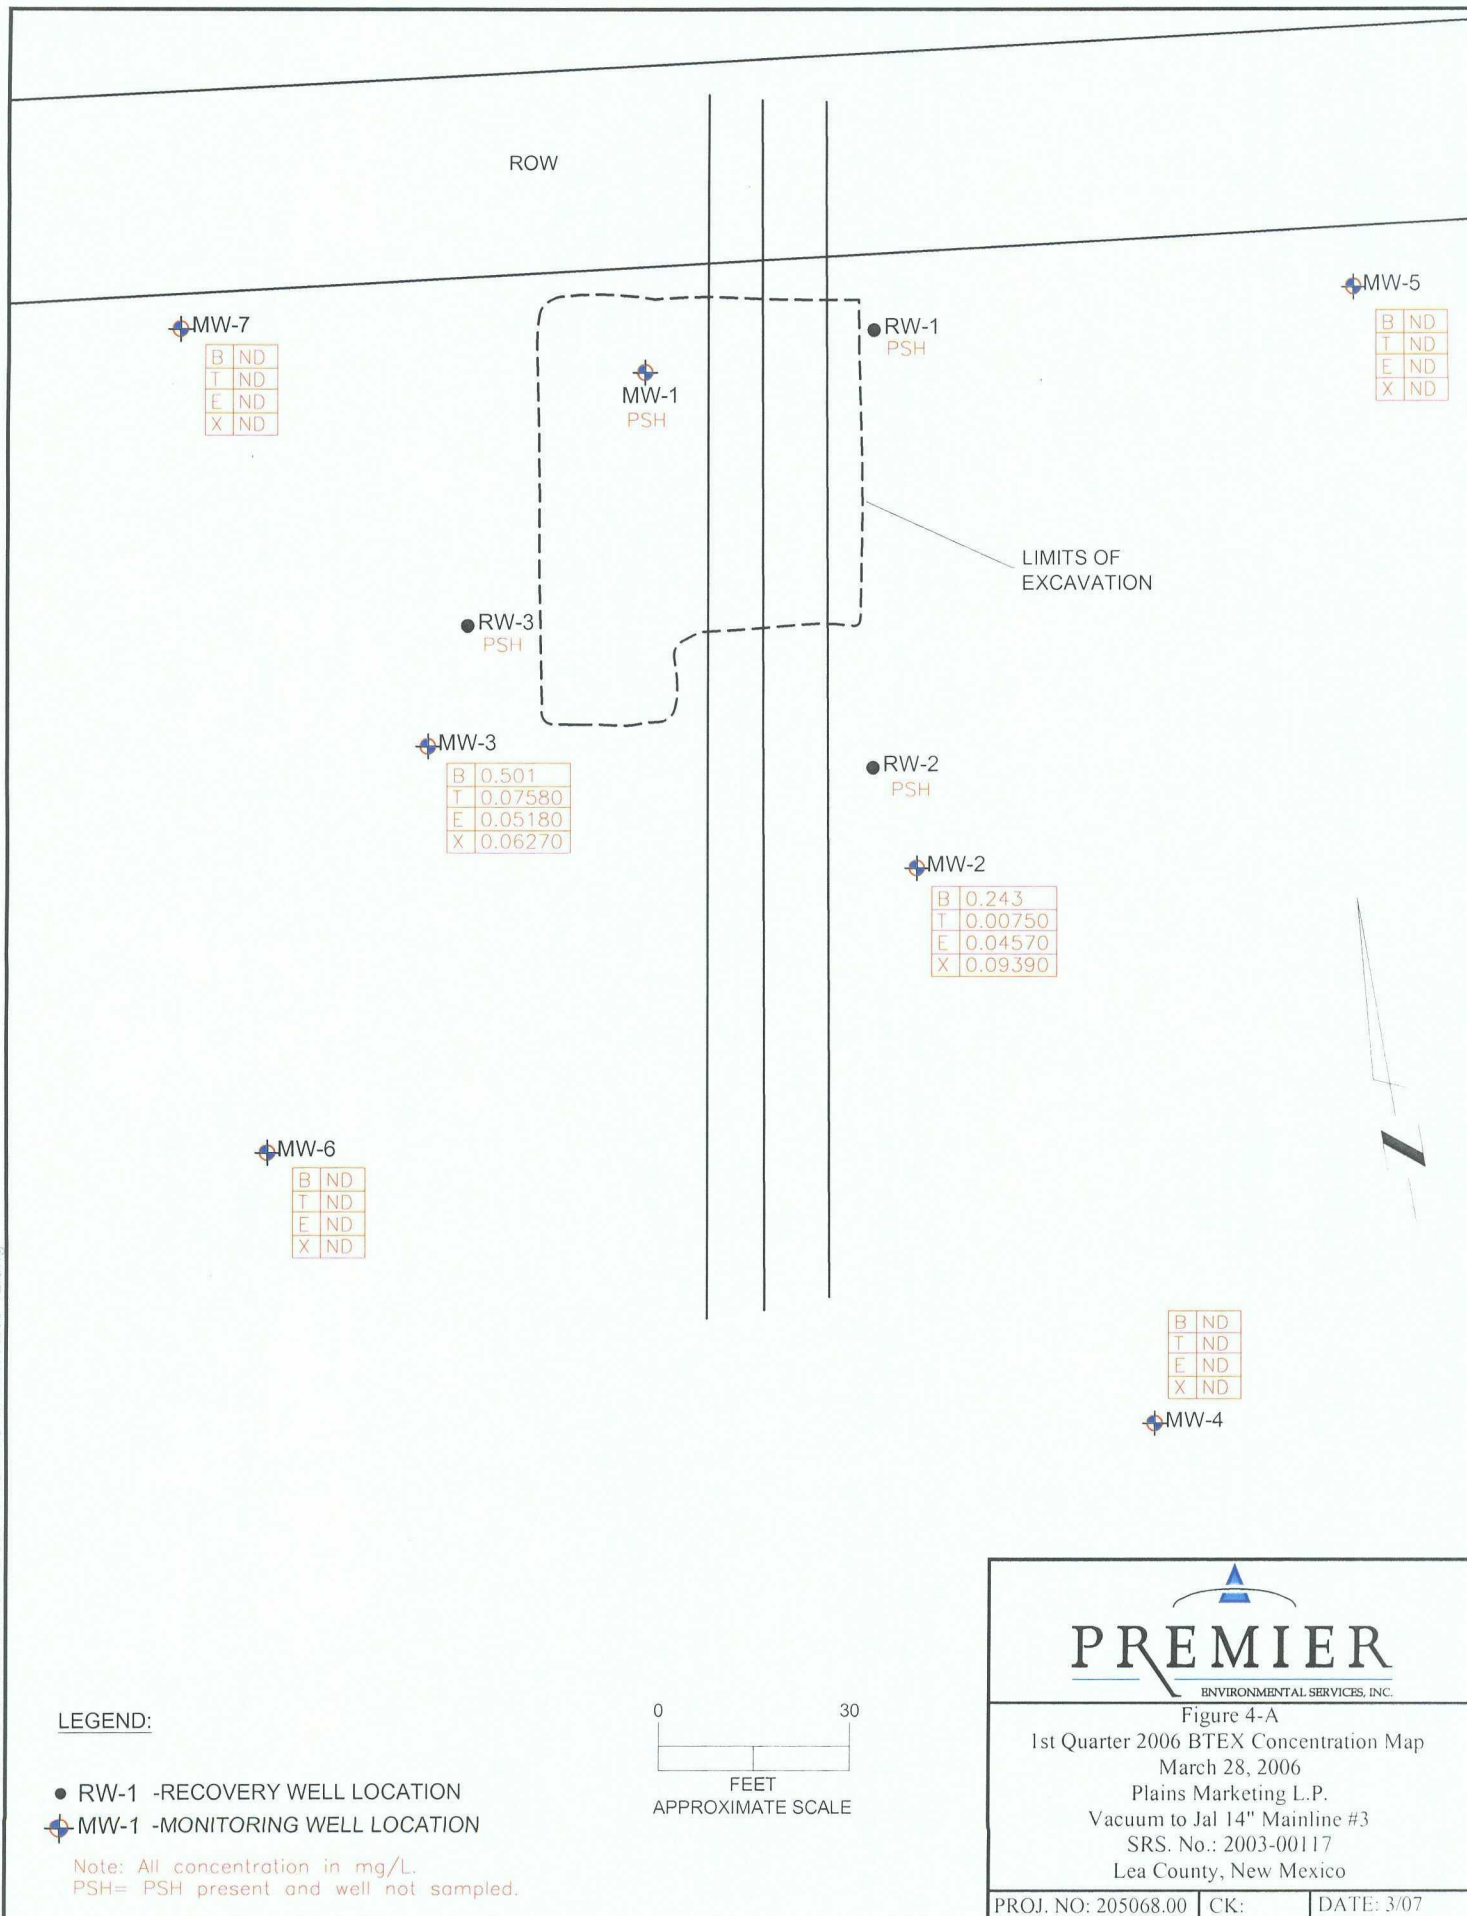 ROW
MW-5
B ND
T ND
E ND
X ND
MW-7
B ND
T ND
E ND
X ND
RW-1
PSH
MW-1
PSH
LIMITS OF
EXCAVATION
RW-3
PSH
MW-3
B 0.501
T 0.07580
E 0.05180
X 0.06270
RW-2
PSH
MW-2
B 0.243
T 0.00750
E 0.04570
X 0.09390
MW-6
B ND
T ND
E ND
X ND
B ND
T ND
E ND
X ND
MW-4
LEGEND:
RW-1 -RECOVERY WELL LOCATION
MW-1 -MONITORING WELL LOCATION
Note: All concentration in mg/L.
PSH= PSH present and well not sampled.
0 30
FEET
APPROXIMATE SCALE
PREMIER
ENVIRONMENTAL SERVICES, INC.
Figure 4-A
1st Quarter 2006 BTEX Concentration Map
March 28, 2006
Plains Marketing L.P.
Vacuum to Jal 14" Mainline #3
SRS. No.: 2003-00117
Lea County, New Mexico
PROJ. NO: 205068.00 CK: DATE: 3/07